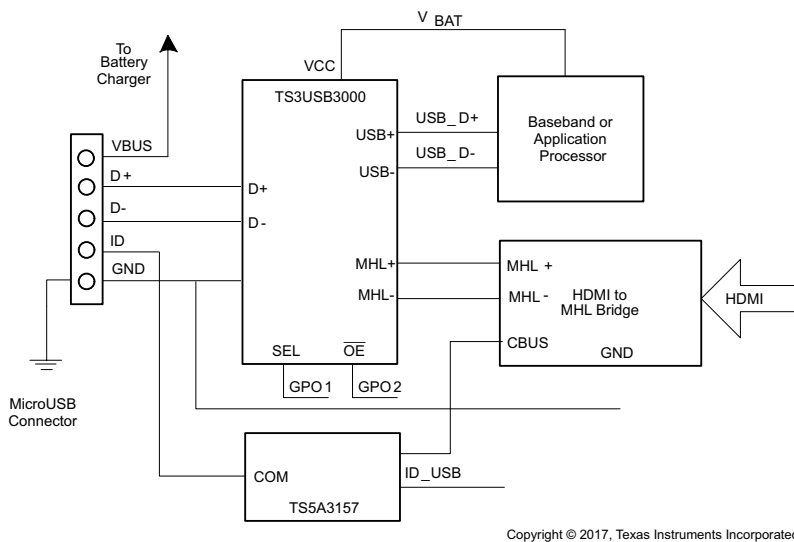 V BAT
To
Battery
Charger
VCC
TS3USB3000
VBUS
D+
D-
ID
GND
D+
D-
USB+
USB-
USB_D+
USB_D-
Baseband or
Application
Processor
MHL+
MHL-
MHL +
MHL -
HDMI to
MHL Bridge
CBUS
GND
HDMI
SEL
OE
GPO1
GPO2
MicroUSB
Connector
COM
TS5A3157
ID_USB
Copyright © 2017, Texas Instruments Incorporated